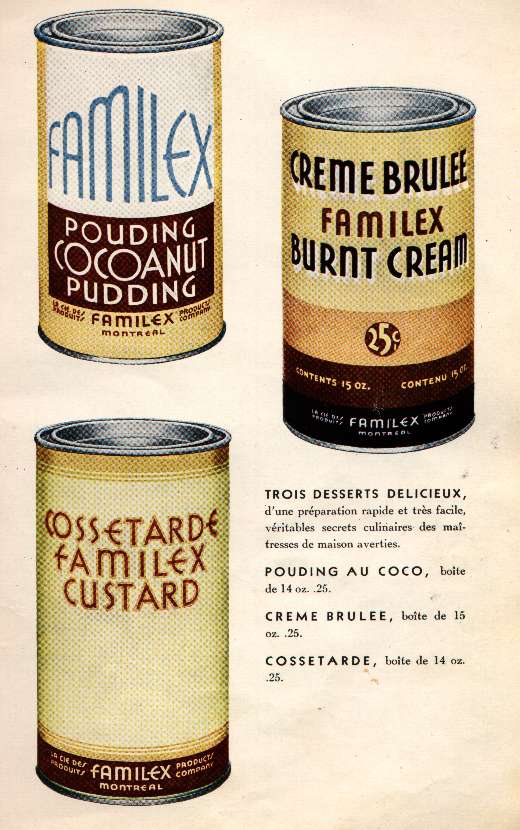 FAMILEX
POUDING
COCOANUT
PUDDING
LA CIE DES PRODUITS FAMILEX PRODUCTS COMPANY
MONTREAL
CREME BRULEE
FAMILEX
BURNT CREAM
25¢
CONTENTS 15 OZ. CONTENU 15 OZ.
LA CIE DES PRODUITS FAMILEX PRODUCTS COMPANY
MONTREAL
COSSETARDE
FAMILEX
CUSTARD
LA CIE DES PRODUITS FAMILEX PRODUCTS COMPANY
MONTREAL
TROIS DESSERTS DELICIEUX,
d'une préparation rapide et très facile,
véritables secrets culinaires des maî-
tresses de maison averties.
POUDING AU COCO, boîte
de 14 oz. .25.
CREME BRULEE, boîte de 15
oz. .25.
COSSETARDE, boîte de 14 oz.
.25.